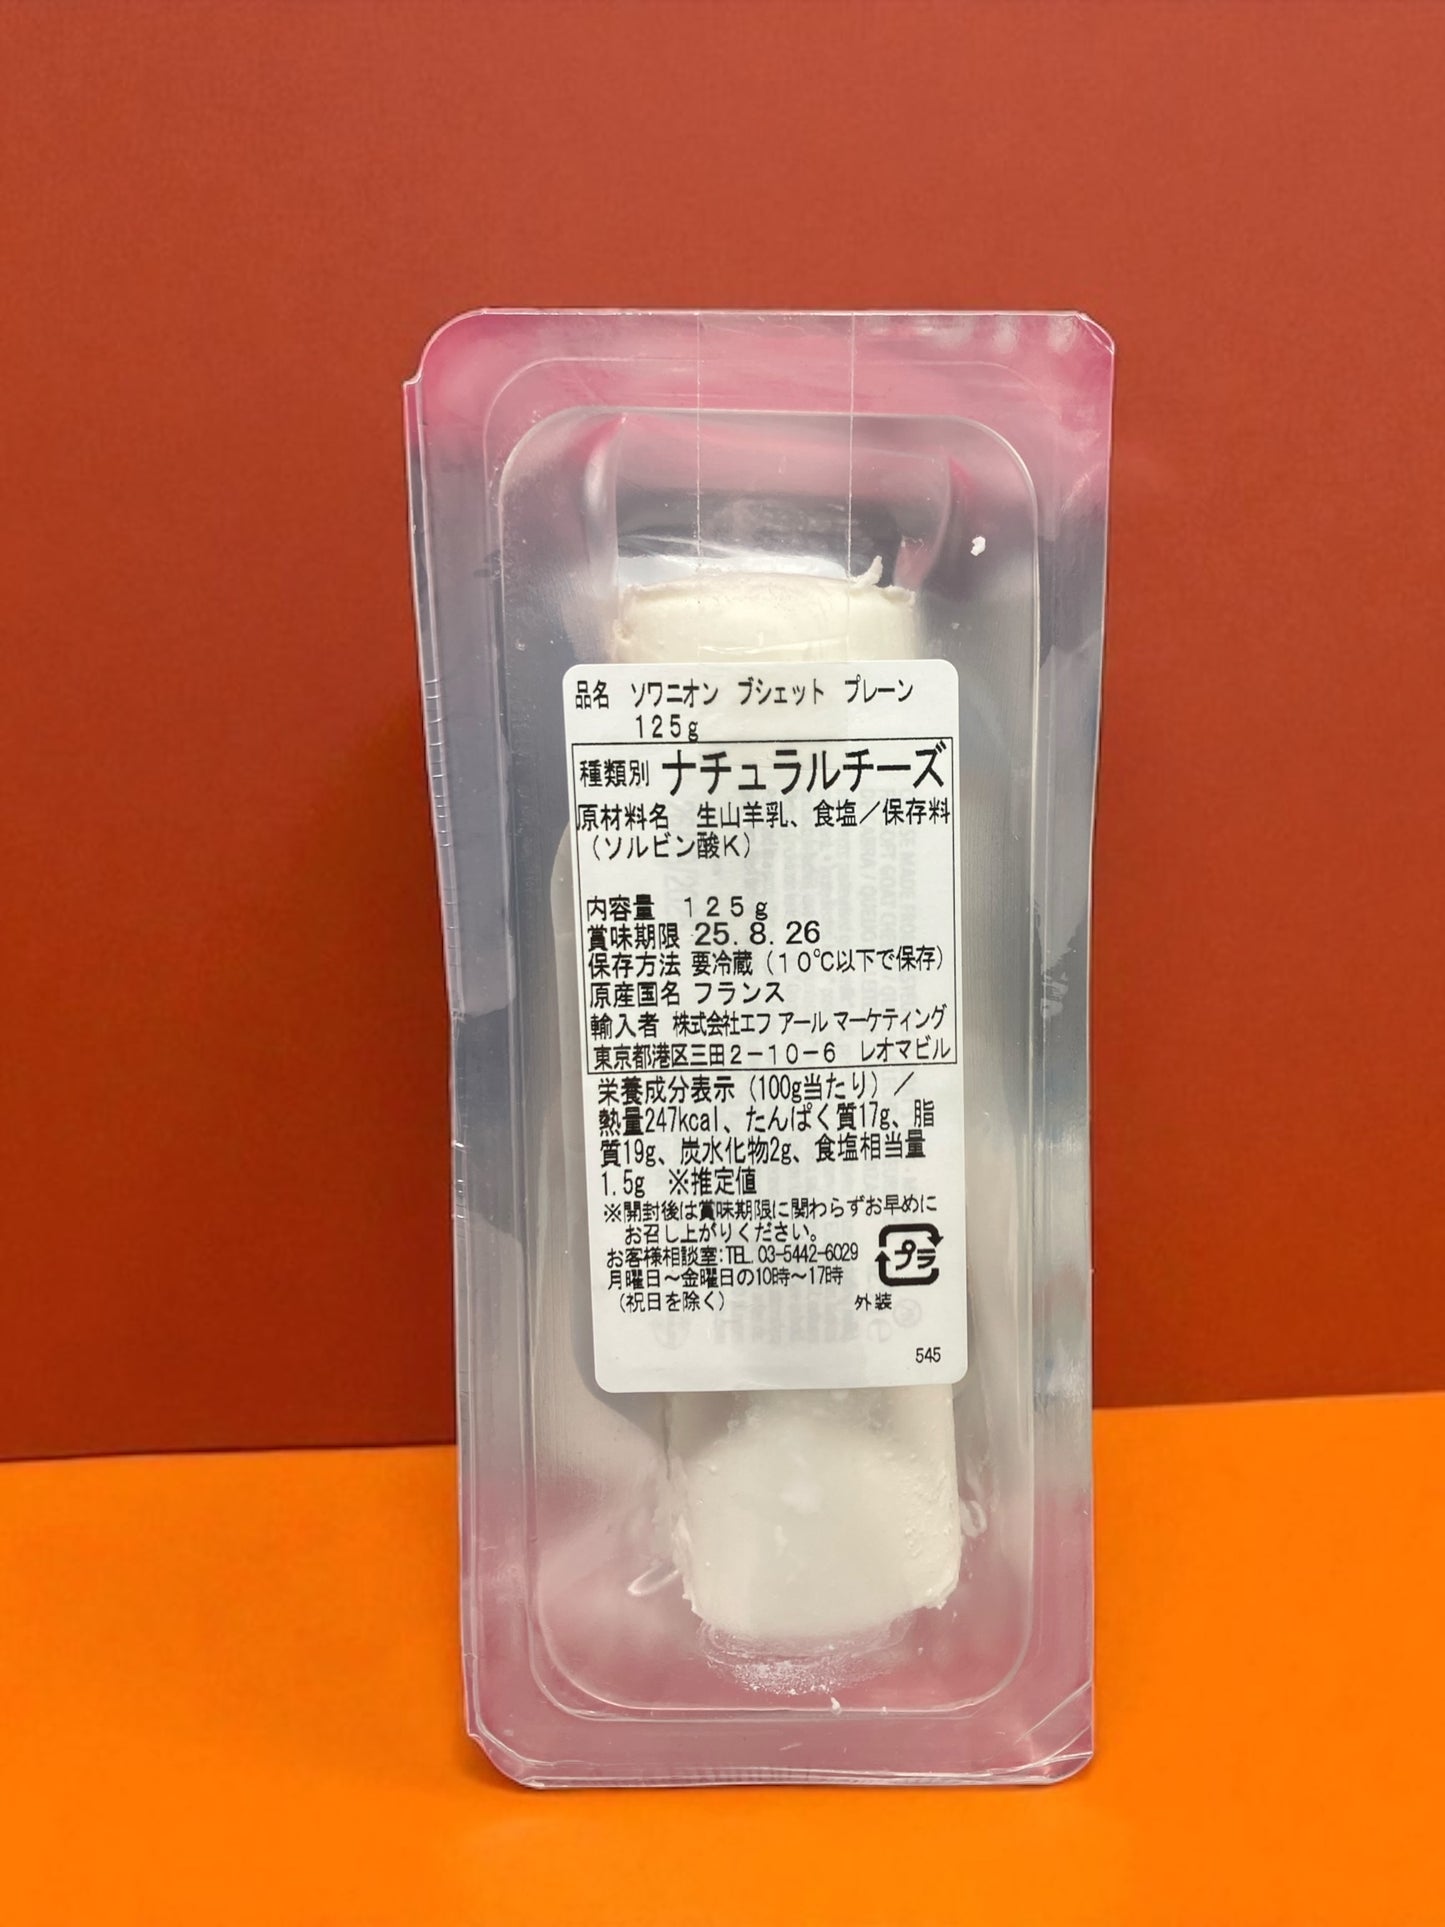 品名 ソワニオン ブシェット プレーン
125g
種類別 ナチュラルチーズ
原材料名 生山羊乳、食塩/保存料
(ソルビン酸K)
内容量 125g
賞味期限 25.8.26
保存方法 要冷蔵(10℃以下で保存)
原産国名 フランス
輸入者 株式会社エフ アール マーケティング
東京都港区三田2-10-6 レオマビル
栄養成分表示(100g当たり)/
熱量247kcal、たんぱく質17g、脂
質19g、炭水化物2g、食塩相当量
1.5g ※推定値
※開封後は賞味期限に関わらずお早めに
お召し上がりください。
お客様相談室:TEL.03-5442-6029
月曜日~金曜日の10時~17時
(祝日を除く)
プラ
外装
545